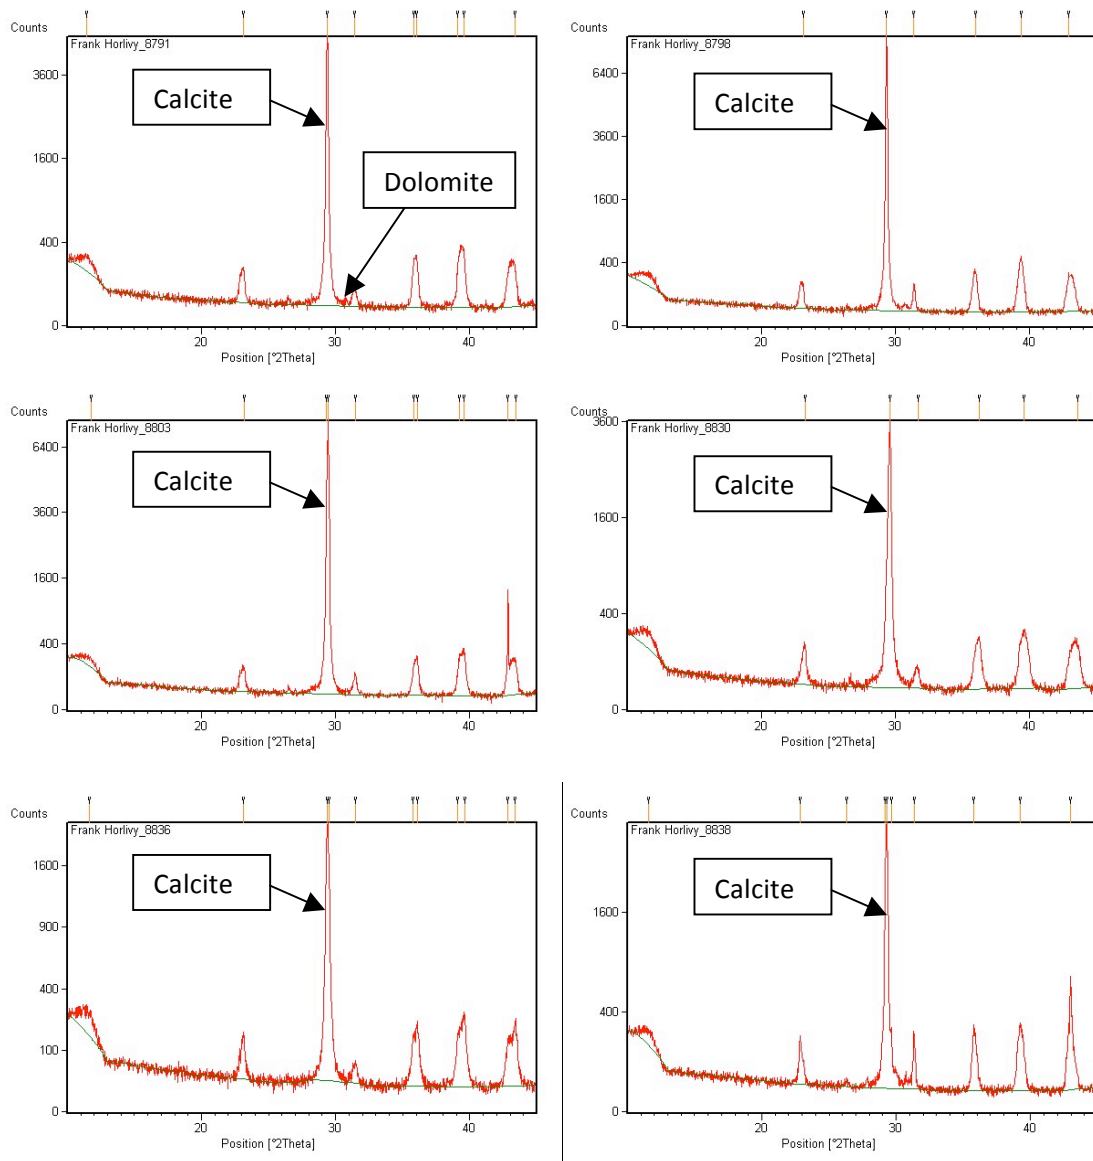 Counts
Frank Horlivy_8791
3600
Calcite
Dolomite
1600
400
0
20 30 40
Position [°2Theta]
Counts
Frank Horlivy_8798
6400
Calcite
3600
1600
400
0
20 30 40
Position [°2Theta]
Counts
Frank Horlivy_8803
6400
Calcite
3600
1600
400
0
20 30 40
Position [°2Theta]
Counts
3600
Frank Horlivy_8830
Calcite
1600
400
0
20 30 40
Position [°2Theta]
Counts
Frank Horlivy_8836
1600
Calcite
900
400
100
0
20 30 40
Position [°2Theta]
Counts
Frank Horlivy_8838
Calcite
1600
400
0
20 30 40
Position [°2Theta]